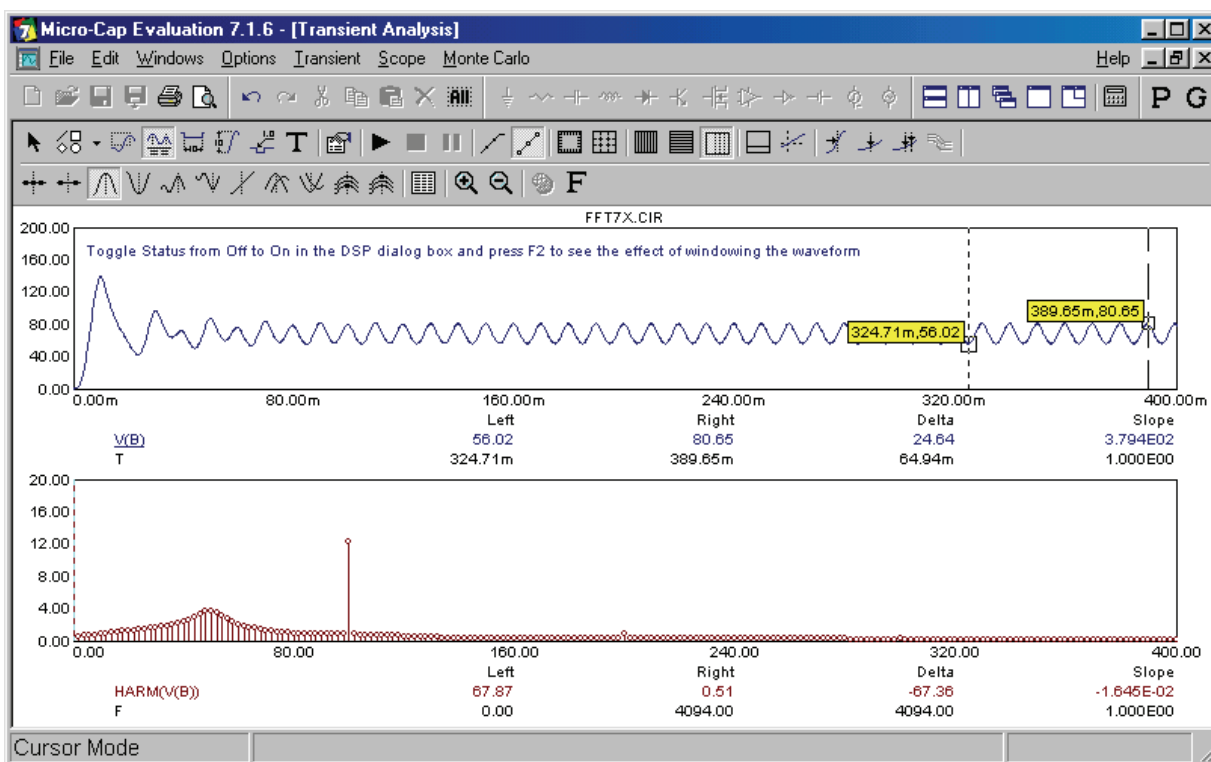 Micro-Cap Evaluation 7.1.6 - [Transient Analysis]
File Edit Windows Options Transient Scope Monte Carlo Help
All P G
T
F
FFT7X.CIR
200.00
Toggle Status from Off to On in the DSP dialog box and press F2 to see the effect of windowing the waveform
160.00
120.00
389.65m,80.65
80.00
324.71m,56.02
40.00
0.00
0.00m 80.00m 160.00m 240.00m 320.00m 400.00m
Left Right Delta Slope
V(B) 56.02 80.65 24.64 3.794E02
T 324.71m 389.65m 64.94m 1.000E00
20.00
16.00
12.00
8.00
4.00
0.00
0.00 80.00 160.00 240.00 320.00 400.00
Left Right Delta Slope
HARM(V(B)) 67.87 0.51 -67.36 -1.645E-02
F 0.00 4094.00 4094.00 1.000E00
Cursor Mode